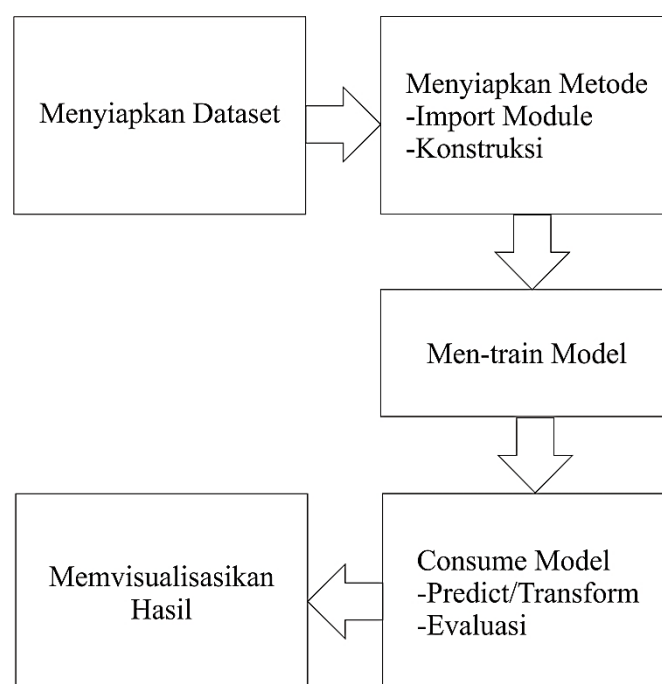 Menyiapkan Dataset
Menyiapkan Metode
-Import Module
-Konstruksi
Men-train Model
Consume Model
-Predict/Transform
-Evaluasi
Memvisualisasikan
Hasil